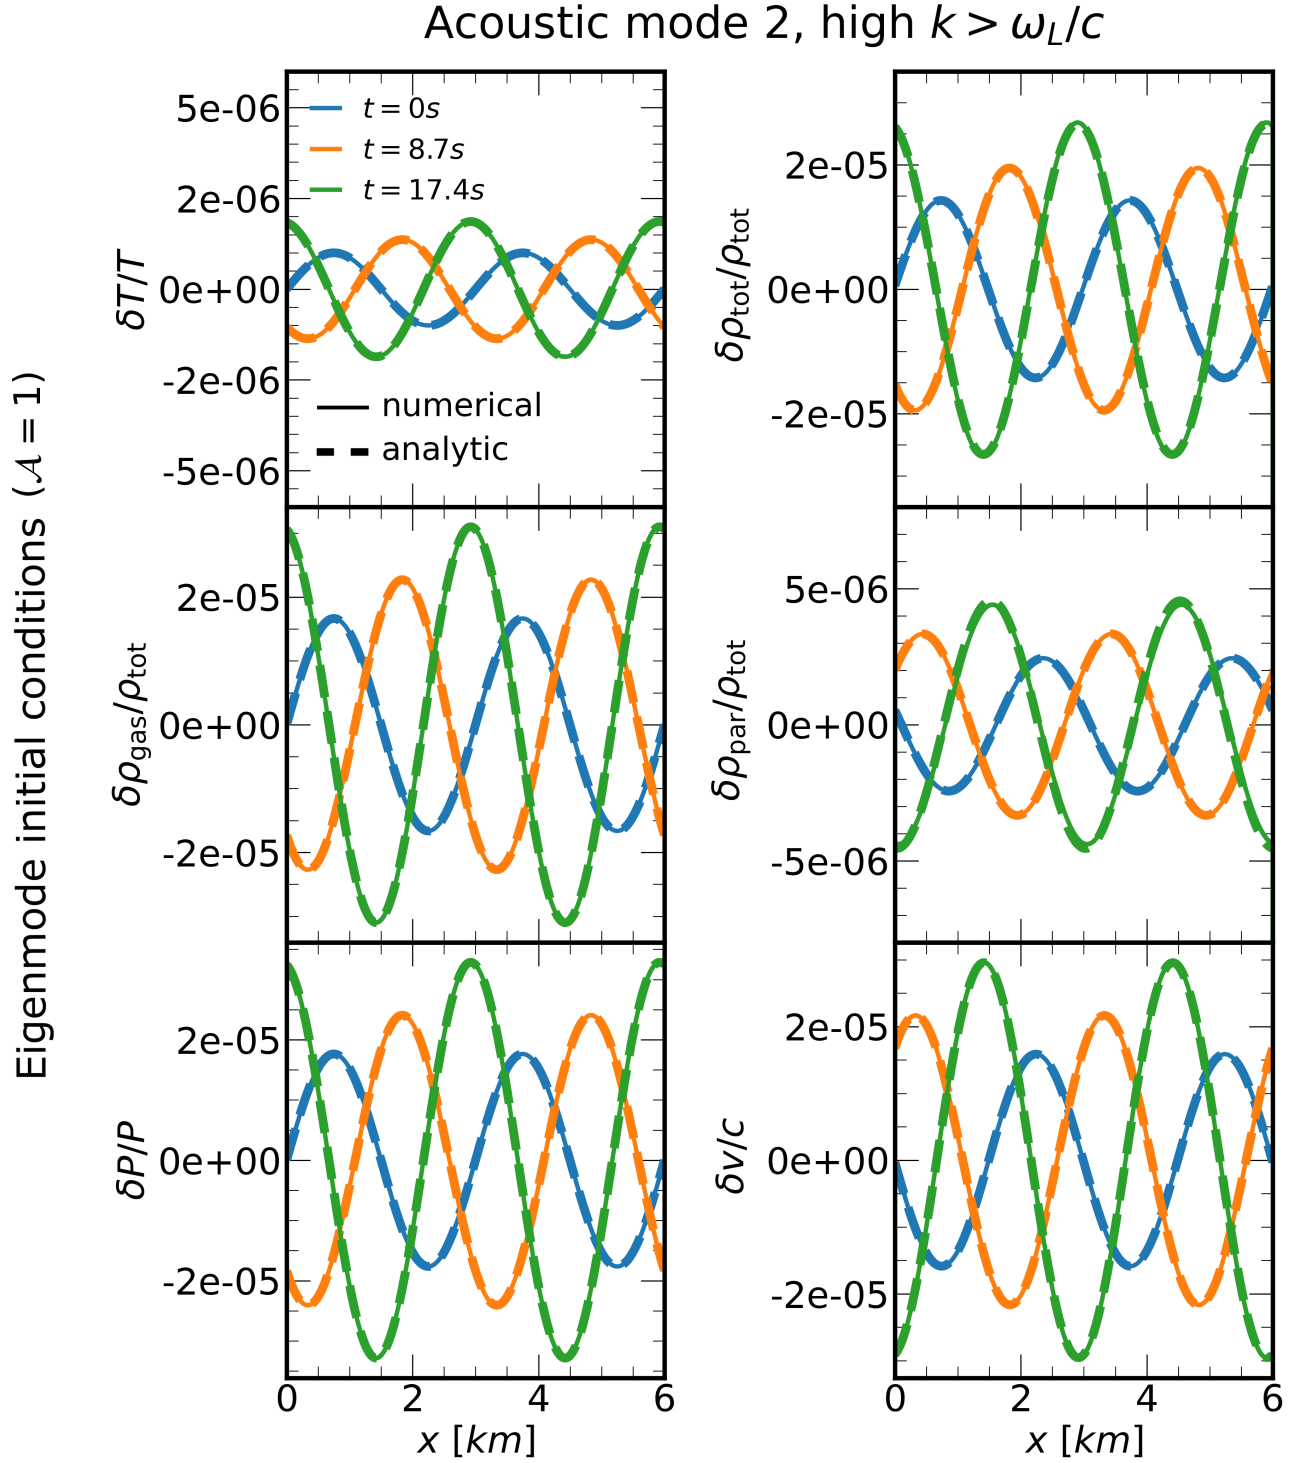 Acoustic mode 2, high k > ω_L/c
Eigenmode initial conditions (𝒜 = 1)
δT/T
5e-06
2e-06
0e+00
-2e-06
-5e-06
t = 0s
t = 8.7s
t = 17.4s
numerical
analytic
δρ_tot/ρ_tot
2e-05
0e+00
-2e-05
δρ_gas/ρ_tot
2e-05
0e+00
-2e-05
δρ_par/ρ_tot
5e-06
0e+00
-5e-06
δP/P
2e-05
0e+00
-2e-05
0 2 4 6
x [km]
δv/c
2e-05
0e+00
-2e-05
0 2 4 6
x [km]